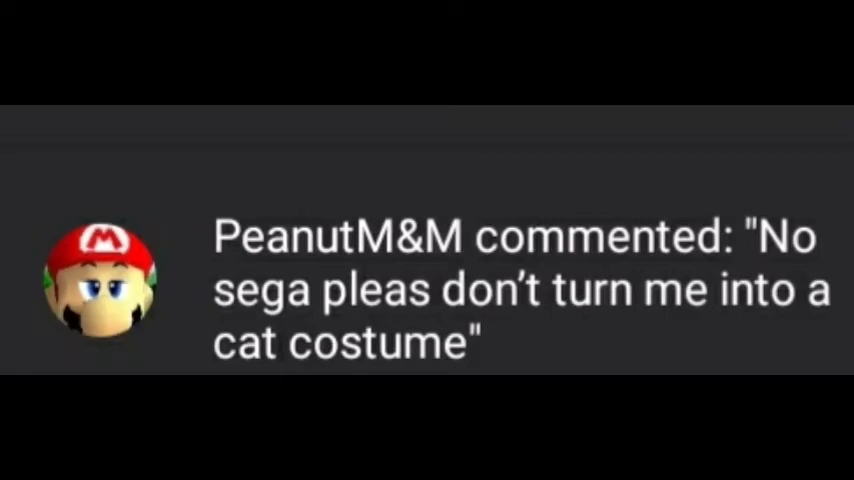 PeanutM&M commented: "No
sega pleas don’t turn me into a
cat costume"